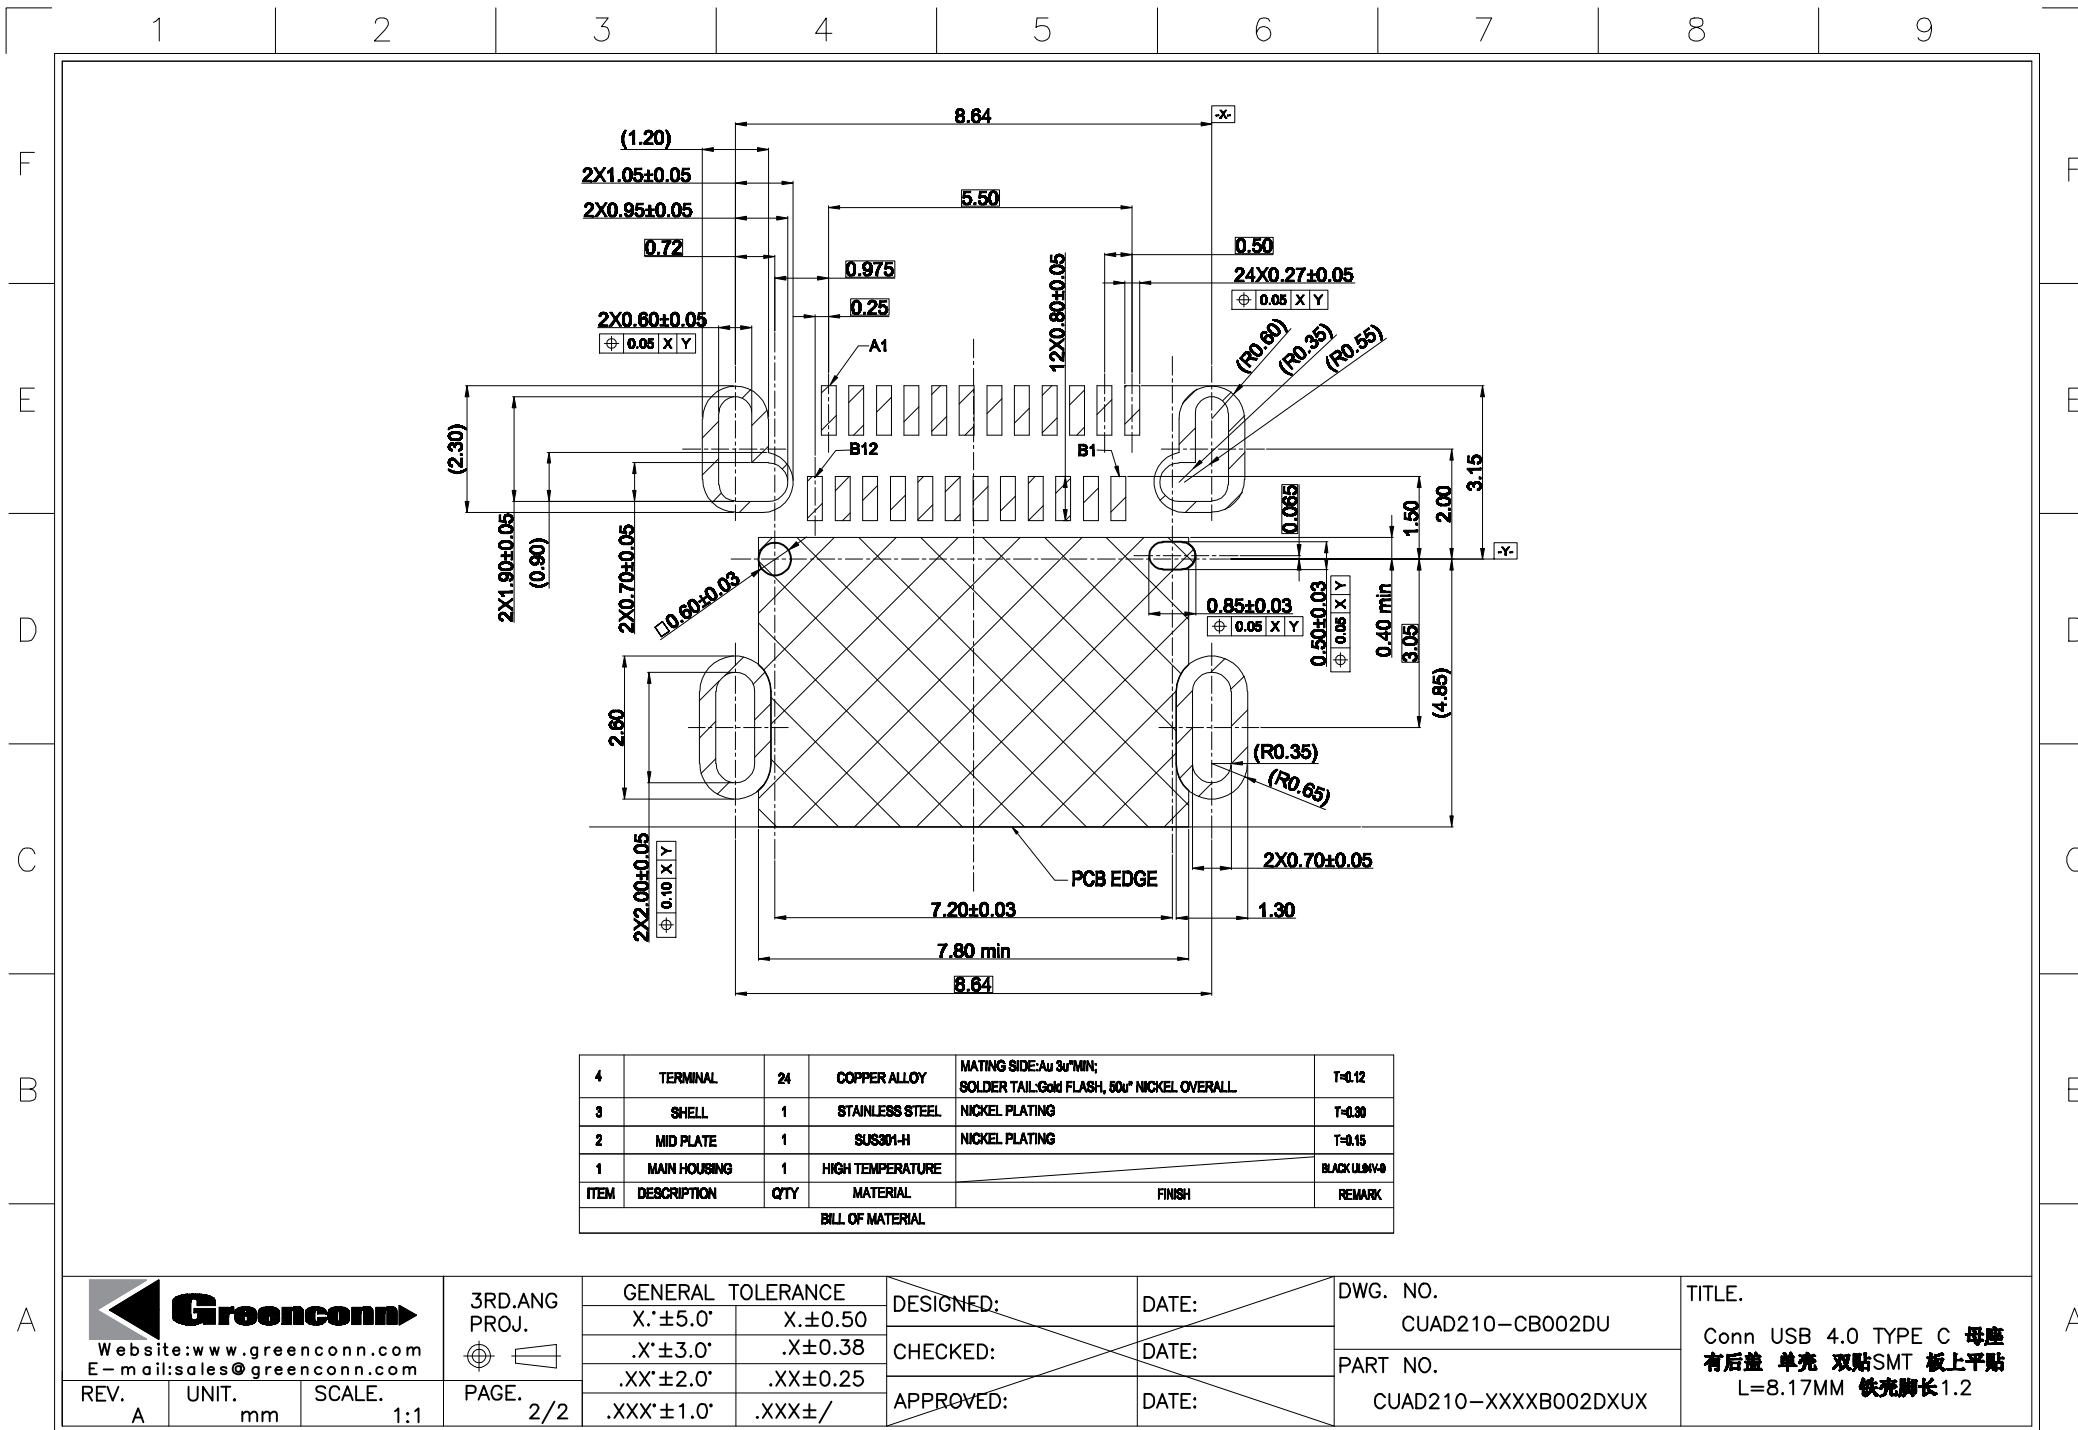 1 2 3 4 5 6 7 8 9
F
E
D
C
B
A
F
E
D
C
B
A
8.64
-X-
(1.20)
2X1.05±0.05
2X0.95±0.05
5.50
0.72
0.50
0.975
24X0.27±0.05
⌖ 0.05 X Y
0.25
2X0.60±0.05
⌖ 0.05 X Y
12X0.80±0.05
A1
(R0.60)
(R0.35)
(R0.55)
B12
B1
(2.30)
3.15
2.00
1.50
0.065
2X1.90±0.05
(0.90)
2X0.70±0.05
-Y-
□0.60±0.03
0.85±0.03
⌖ 0.05 X Y
0.50±0.03
⌖ 0.05 X Y
0.40 min
3.05
(4.85)
2.60
(R0.35)
(R0.65)
2X2.00±0.05
⌖ 0.10 X Y
2X0.70±0.05
PCB EDGE
7.20±0.03
1.30
7.80 min
8.64
4 TERMINAL 24 COPPER ALLOY MATING SIDE:Au 3u"MIN;
SOLDER TAIL:Gold FLASH, 50u" NICKEL OVERALL. T=0.12
3 SHELL 1 STAINLESS STEEL NICKEL PLATING T=0.30
2 MID PLATE 1 SUS301-H NICKEL PLATING T=0.15
1 MAIN HOUSING 1 HIGH TEMPERATURE BLACK UL94V-0
ITEM DESCRIPTION Q'TY MATERIAL FINISH REMARK
BILL OF MATERIAL
Greenconn
Website:www.greenconn.com
E-mail:sales@greenconn.com
REV. A
UNIT. mm
SCALE. 1:1
3RD.ANG
PROJ.
PAGE. 2/2
GENERAL TOLERANCE
X.°±5.0° X.±0.50
.X°±3.0° .X±0.38
.XX°±2.0° .XX±0.25
.XXX°±1.0° .XXX±/
DESIGNED: DATE:
CHECKED: DATE:
APPROVED: DATE:
DWG. NO.
CUAD210-CB002DU
PART NO.
CUAD210-XXXXB002DXUX
TITLE.
Conn USB 4.0 TYPE C 母座
有后盖 单壳 双贴SMT 板上平贴
L=8.17MM 铁壳脚长1.2